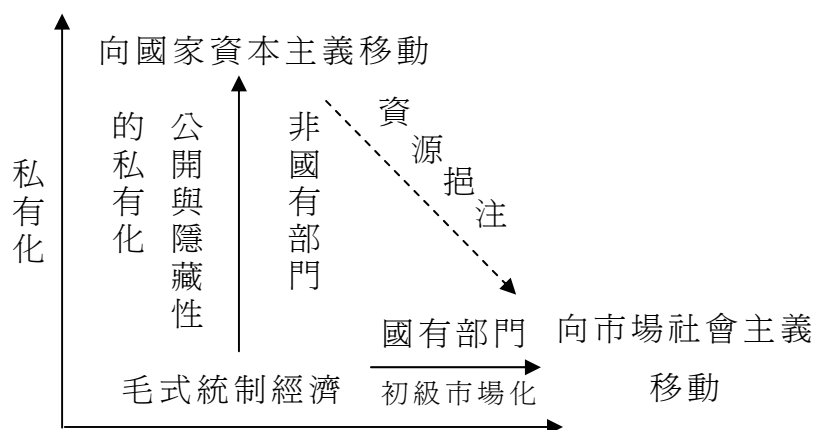 向國家資本主義移動
私有化
公開與隱藏性
的私有化
非國有部門
資源挹注
國有部門
向市場社會主義
移動
毛式統制經濟
初級市場化